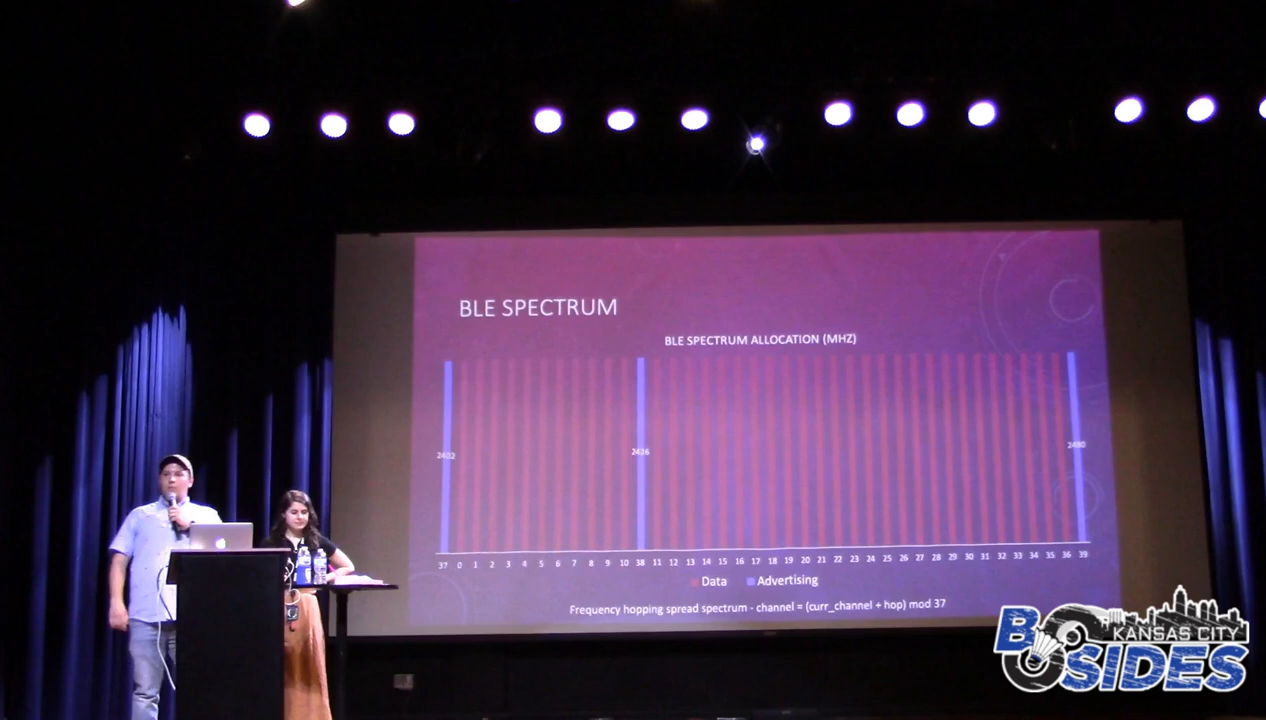 BLE SPECTRUM
BLE SPECTRUM ALLOCATION (MHZ)
2402
2426
2480
37 0 1 2 3 4 5 6 7 8 9 10 38 11 12 13 14 15 16 17 18 19 20 21 22 23 24 25 26 27 28 29 30 31 32 33 34 35 36 39
Data Advertising
Frequency hopping spread spectrum - channel = (curr_channel + hop) mod 37
KANSAS CITY
BSIDES